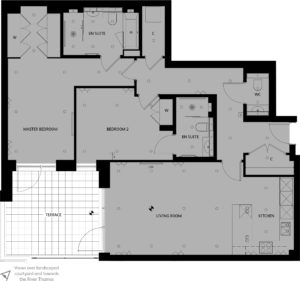 EN SUITE
C
W
WC
W
MASTER BEDROOM
BEDROOM 2
EN SUITE
C
TERRACE
LIVING ROOM
KITCHEN
Views over landscaped
courtyard and towards
the River Thames